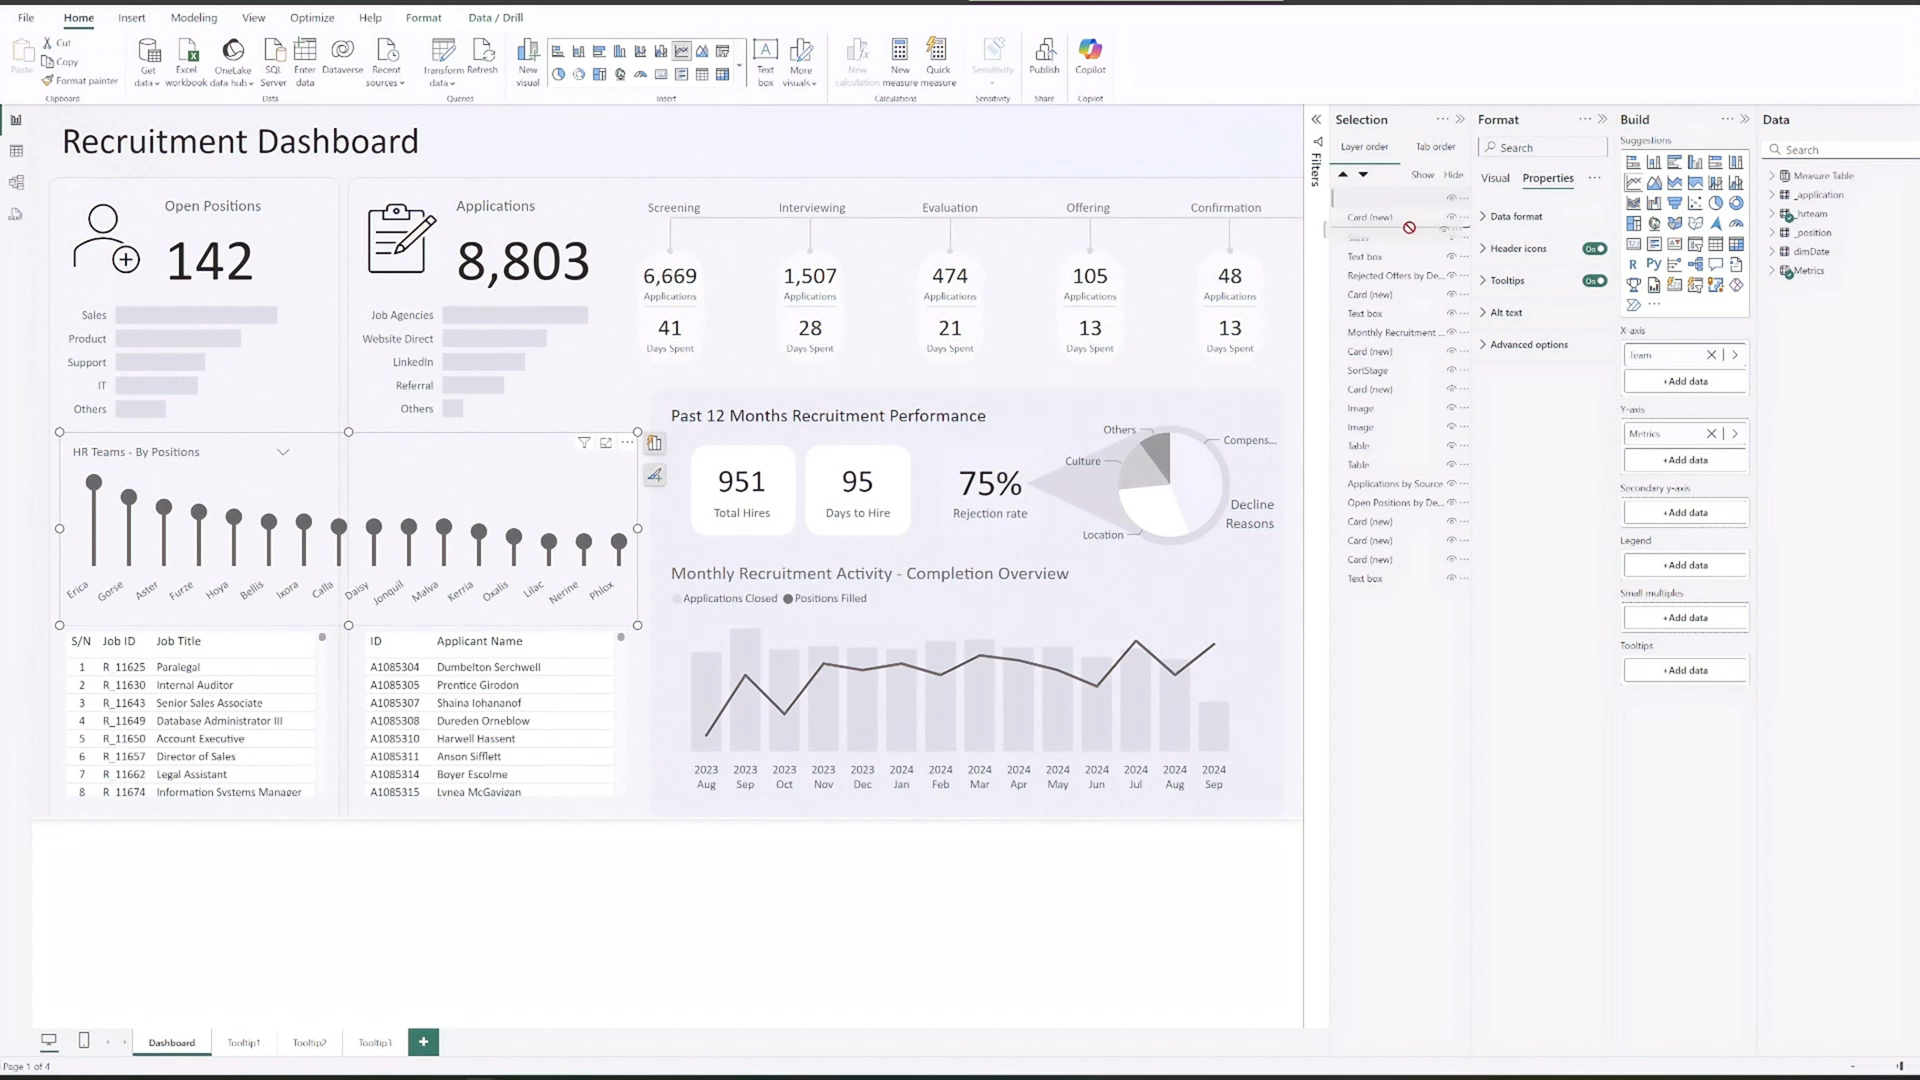 File Home Insert Modeling View Optimize Help Format Data / Drill
Paste
Cut
Copy
Format painter
Clipboard
Get data
Excel workbook
OneLake data hub
SQL Server
Enter data
Dataverse
Recent sources
Data
Transform data
Refresh
Queries
New visual
Text box
More visuals
Insert
New calculation
New measure
Quick measure
Calculations
Sensitivity
Sensitivity
Publish
Share
Copilot
Copilot
Recruitment Dashboard
Open Positions
142
Sales
Product
Support
IT
Others
Applications
8,803
Job Agencies
Website Direct
LinkedIn
Referral
Others
Screening Interviewing Evaluation Offering Confirmation
6,669 1,507 474 105 48
Applications Applications Applications Applications Applications
41 28 21 13 13
Days Spent Days Spent Days Spent Days Spent Days Spent
HR Teams - By Positions
Erica Gorse Aster Furze Hoya Bellis Ixora Calla Daisy Jonquil Malva Kerria Oxalis Lilac Nerine Phlox
S/N Job ID Job Title
1 R_11625 Paralegal
2 R_11630 Internal Auditor
3 R_11643 Senior Sales Associate
4 R_11649 Database Administrator III
5 R_11650 Account Executive
6 R_11657 Director of Sales
7 R_11662 Legal Assistant
8 R_11674 Information Systems Manager
ID Applicant Name
A1085304 Dumbelton Serchwell
A1085305 Prentice Girodon
A1085307 Shaina Iohananof
A1085308 Dureden Orneblow
A1085310 Harwell Hassent
A1085311 Anson Sifflett
A1085314 Boyer Escolme
A1085315 Lynea McGavigan
Past 12 Months Recruitment Performance
951
Total Hires
95
Days to Hire
75%
Rejection rate
Others
Compens...
Culture
Location
Decline
Reasons
Monthly Recruitment Activity - Completion Overview
Applications Closed Positions Filled
2023 2023 2023 2023 2023 2024 2024 2024 2024 2024 2024 2024 2024 2024
Aug Sep Oct Nov Dec Jan Feb Mar Apr May Jun Jul Aug Sep
Filters
Selection
Layer order Tab order
Show Hide
Card (new)
Slicer
Text box
Rejected Offers by De...
Card (new)
Text box
Monthly Recruitment ...
Card (new)
SortStage
Card (new)
Image
Image
Table
Table
Applications by Source
Open Positions by De...
Card (new)
Card (new)
Card (new)
Text box
Format
Search
Visual Properties
Data format
Header icons On
Tooltips On
Alt text
Advanced options
Build
Suggestions
R Py
X-axis
Team
+Add data
Y-axis
Metrics
+Add data
Secondary y-axis
+Add data
Legend
+Add data
Small multiples
+Add data
Tooltips
+Add data
Data
Search
Measure Table
_application
_hrteam
_position
dimDate
Metrics
Dashboard Tooltip1 Tooltip2 Tooltip3 +
Page 1 of 4